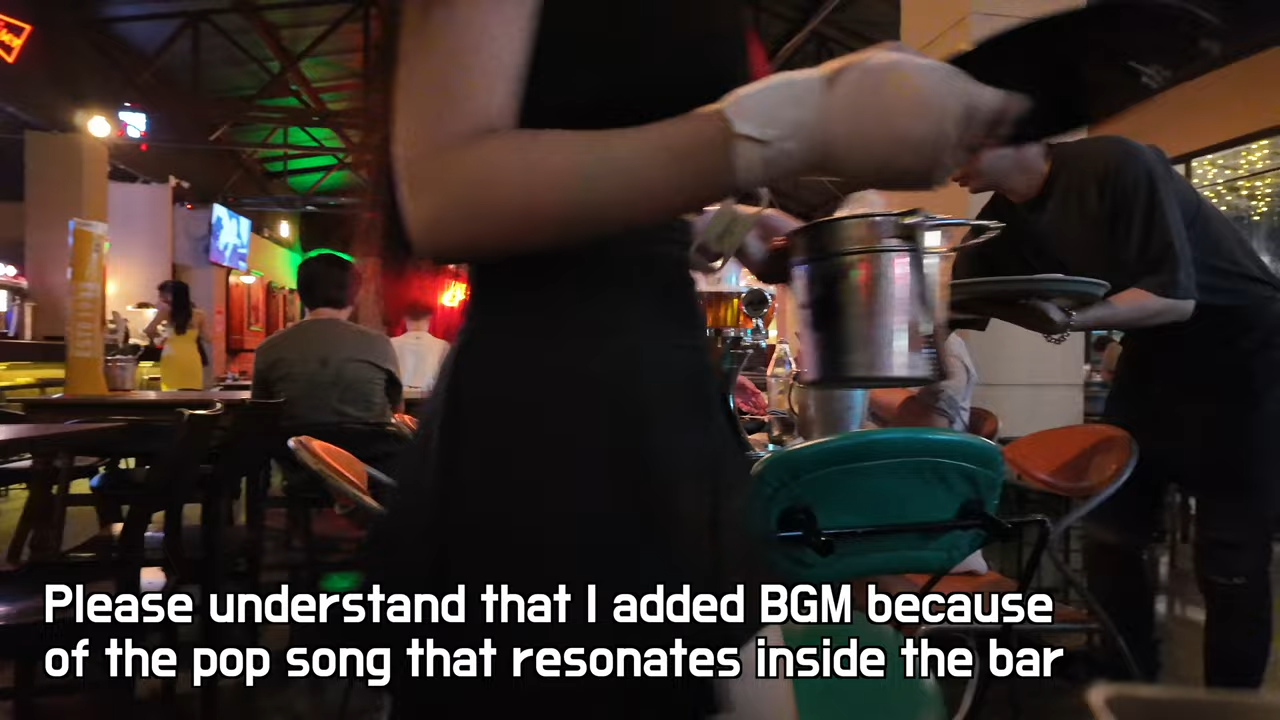 Please understand that I added BGM because
of the pop song that resonates inside the bar